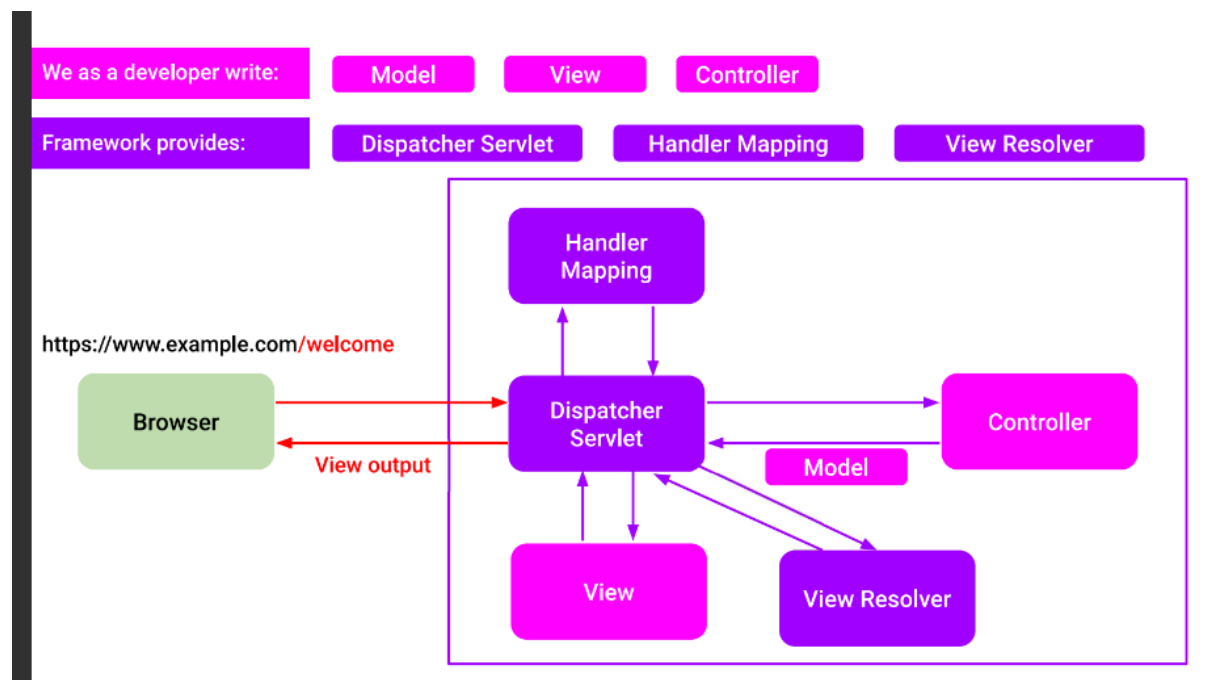 We as a developer write:
Model
View
Controller
Framework provides:
Dispatcher Servlet
Handler Mapping
View Resolver
Handler
Mapping
https://www.example.com/welcome
Browser
Dispatcher
Servlet
Controller
View output
Model
View
View Resolver